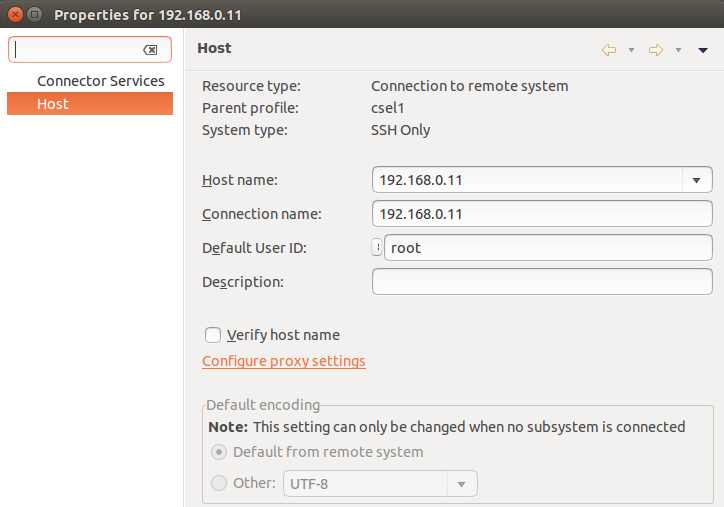 Properties for 192.168.0.11
Host
Connector Services
Host
Resource type: Connection to remote system
Parent profile: csel1
System type: SSH Only
Host name: 192.168.0.11
Connection name: 192.168.0.11
Default User ID: root
Description:
Verify host name
Configure proxy settings
Default encoding
Note: This setting can only be changed when no subsystem is connected
Default from remote system
Other: UTF-8